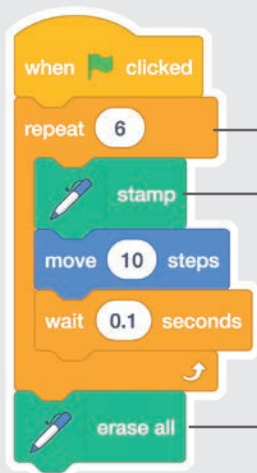 when clicked
repeat 6
stamp
move 10 steps
wait 0.1 seconds
erase all